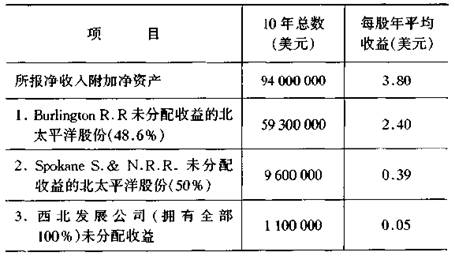 项 目
10年总数
(美元)
每股年平均
收益(美元)
所报净收入附加净资产
94 000 000
3.80
1. Burlington R.R未分配收益的北
太平洋股份(48.6%)
59 300 000
2.40
2. Spokane S.& N.R.R. 未分配
收益的北太平洋股份(50%)
9 600 000
0.39
3. 西北发展公司(拥有全部
100%)未分配收益
1 100 000
0.05